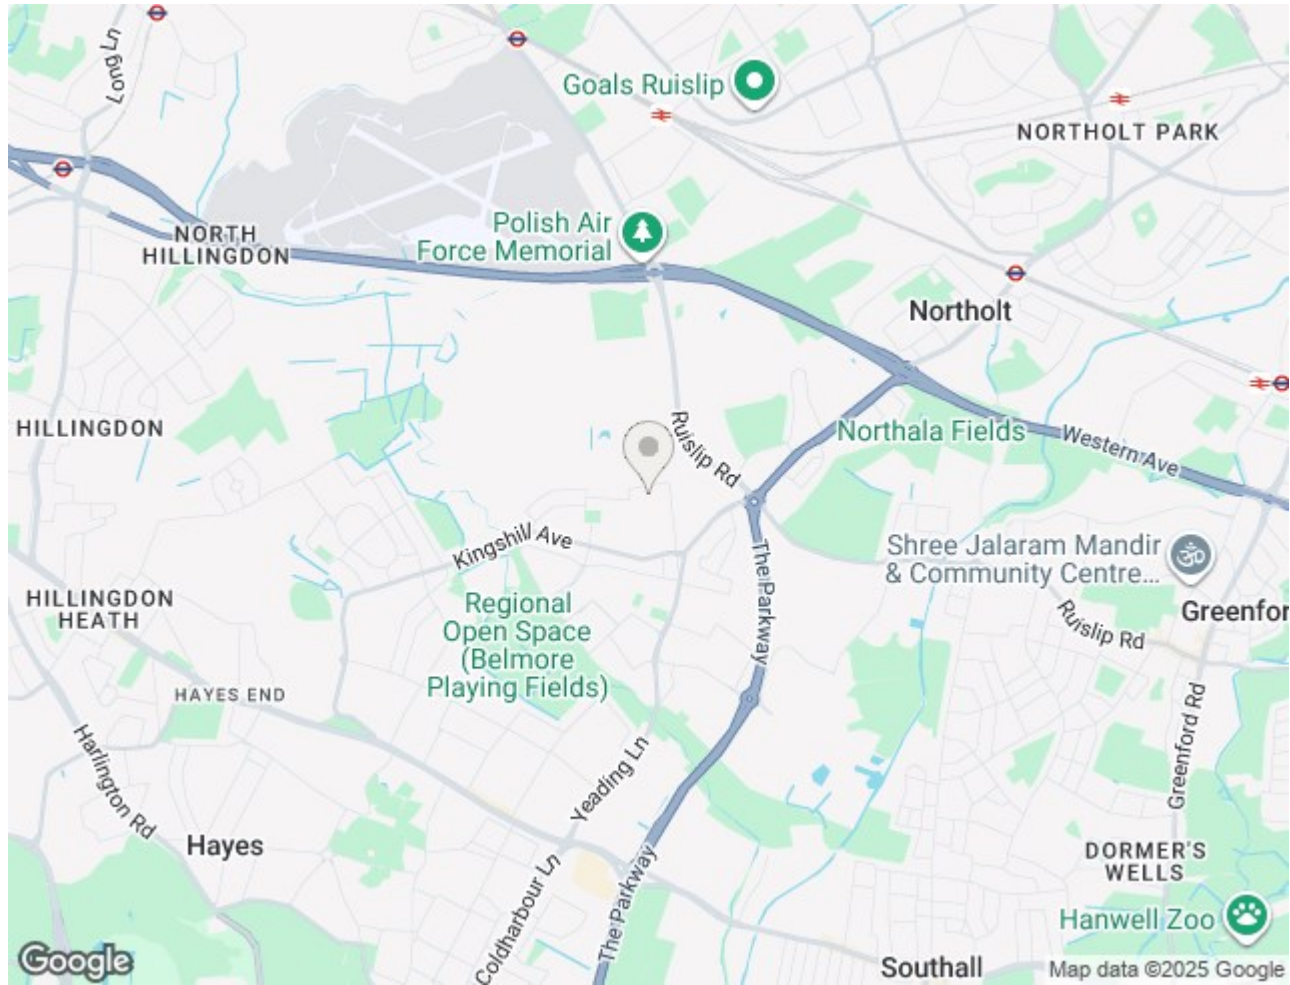 Long Ln
Goals Ruislip
NORTHOLT PARK
Polish Air
Force Memorial
NORTH
HILLINGDON
Northolt
HILLINGDON
Ruislip Rd
Northala Fields
Western Ave
Kingshill Ave
The Parkway
Shree Jalaram Mandir
& Community Centre...
HILLINGDON
HEATH
Regional
Open Space
(Belmore
Playing Fields)
Ruislip Rd
Greenfor
HAYES END
Harlington Rd
Greenford Rd
Yeading Ln
Hayes
DORMER'S
WELLS
Coldharbour Ln
The Parkway
Hanwell Zoo
Google
Southall
Map data ©2025 Google